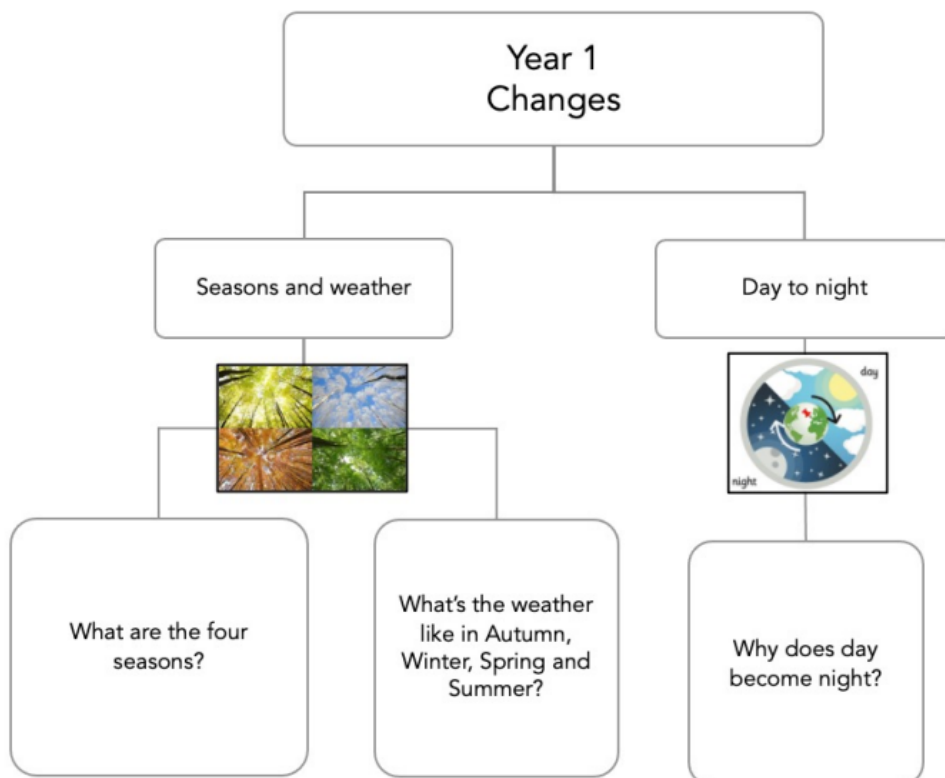 Year 1
Changes
Seasons and weather
Day to night
day
night
What are the four
seasons?
What's the weather
like in Autumn,
Winter, Spring and
Summer?
Why does day
become night?